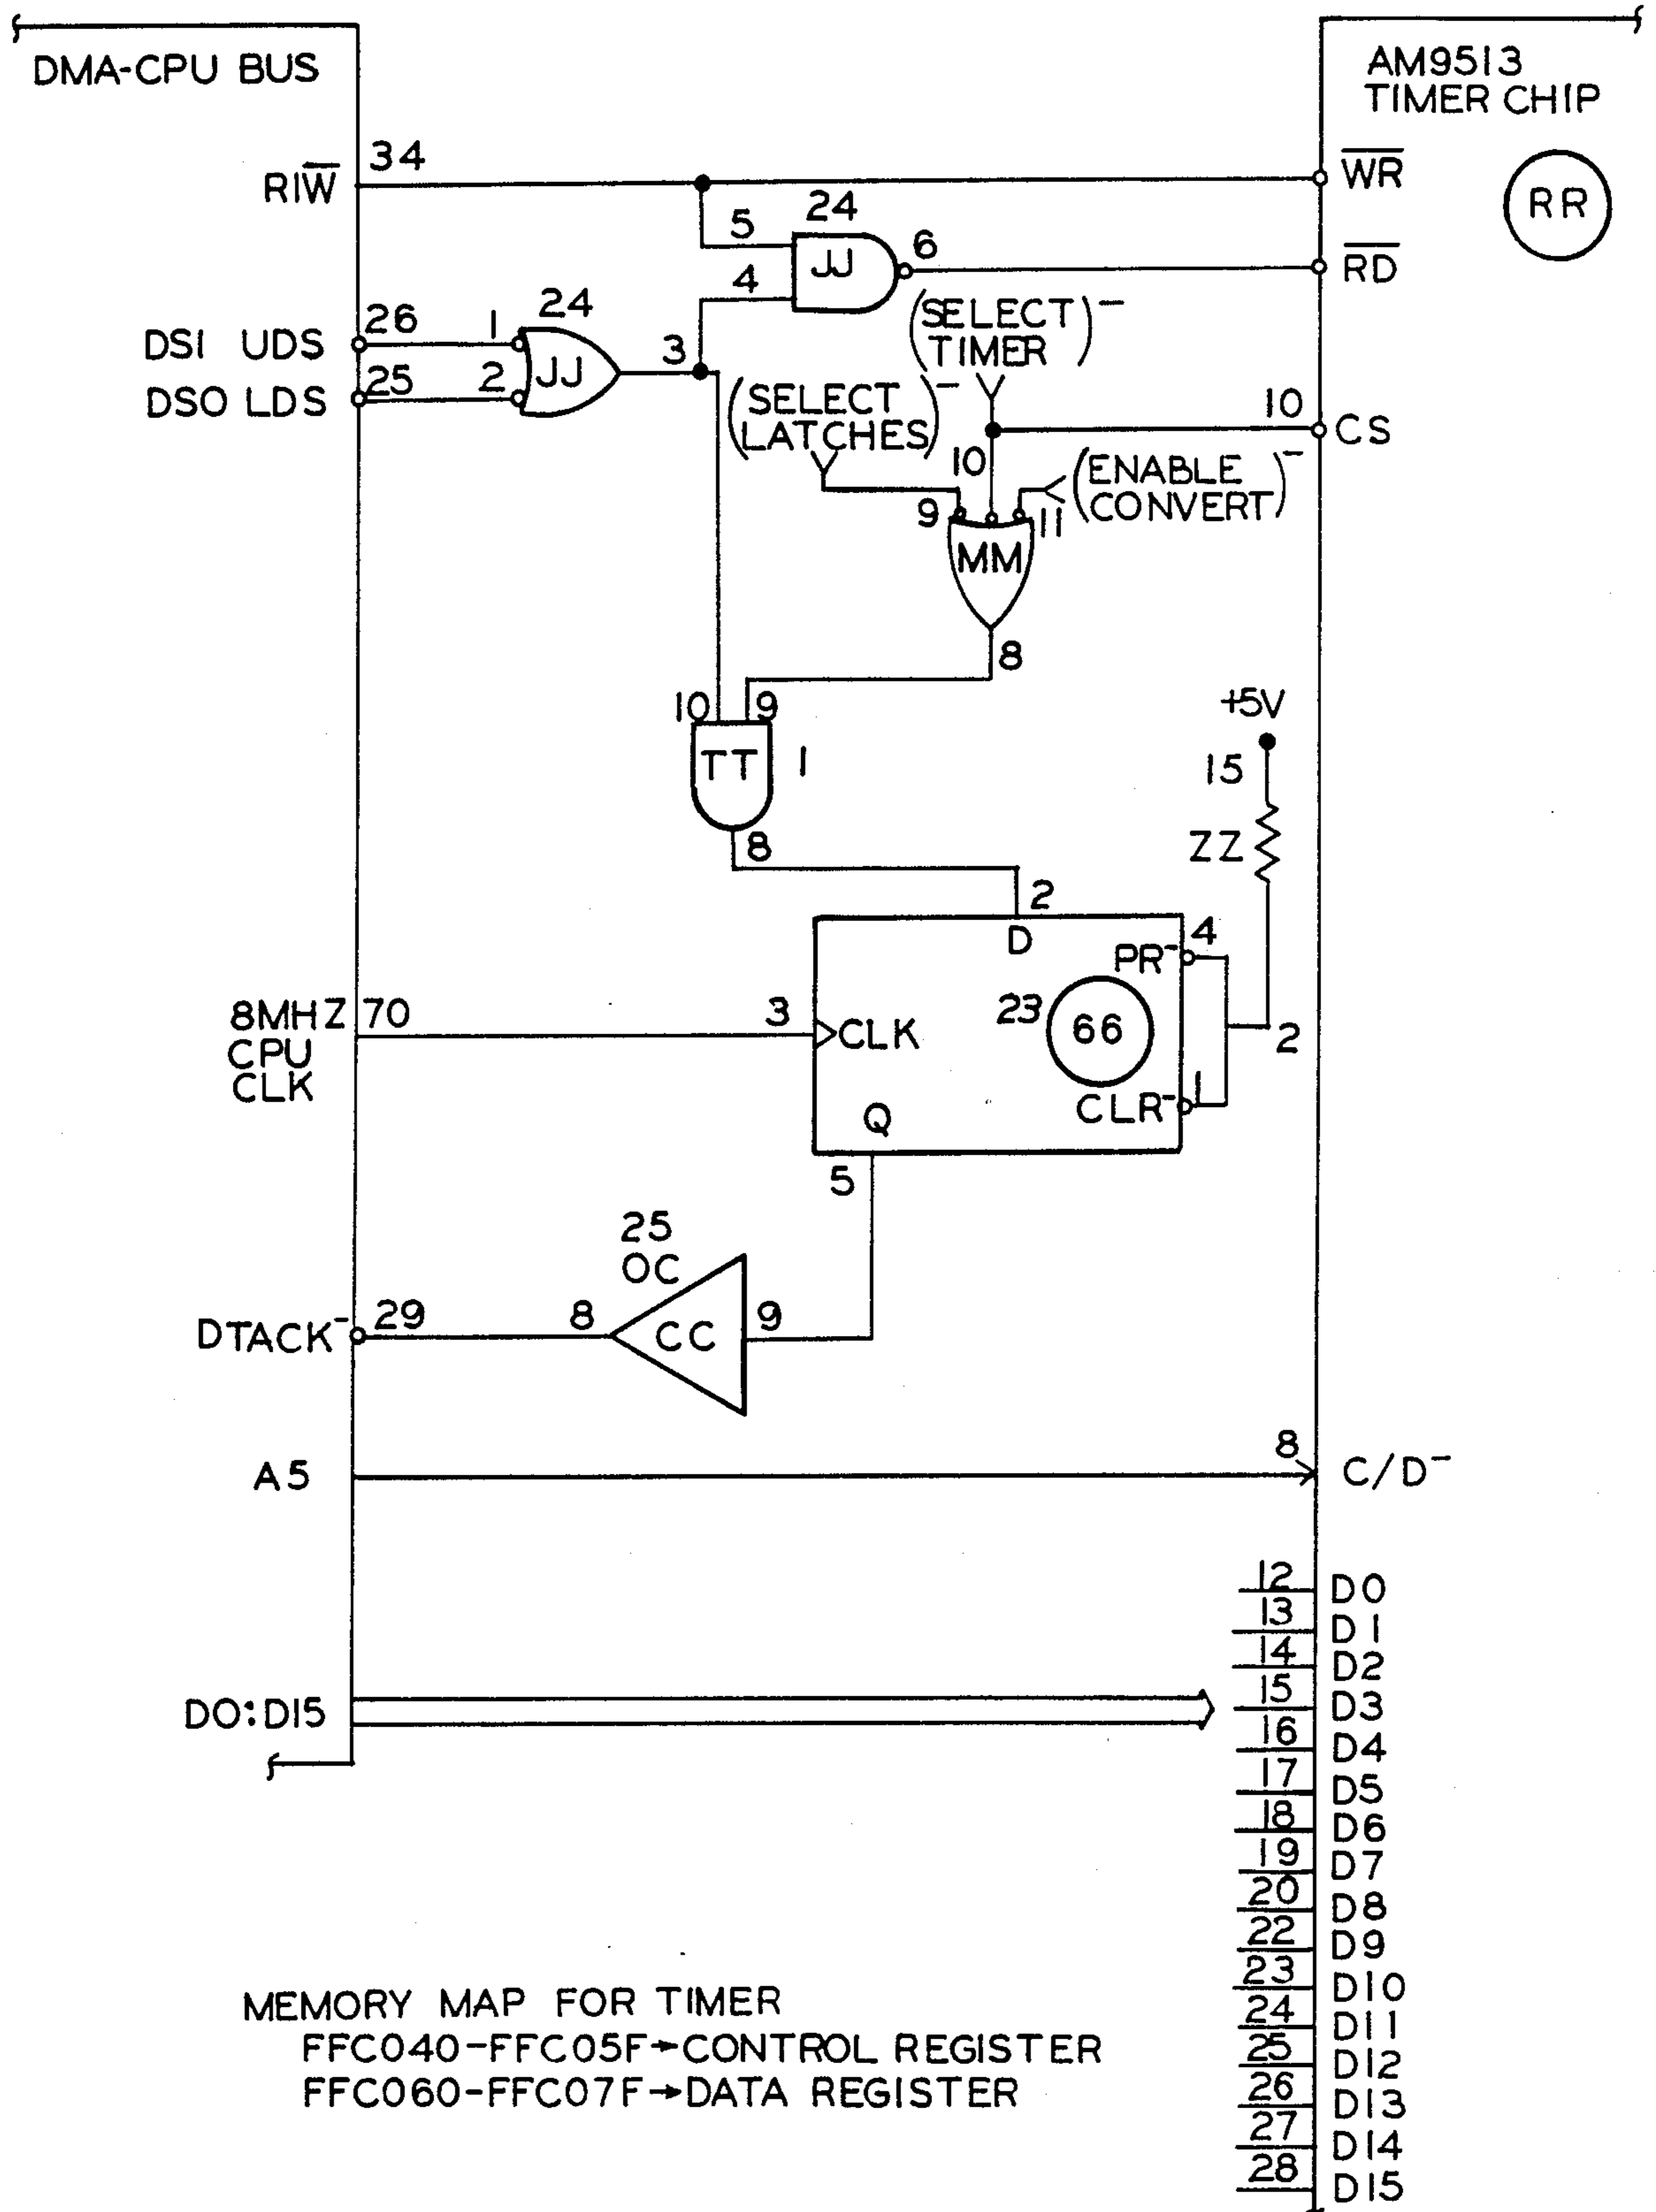 DMA-CPU BUS
AM9513
TIMER CHIP
RR
R|W̅
34
W̅R̅
24
5
JJ
6
4
R̅D̅
DS1 UDS
26
1
24
JJ
3
DS0 LDS
25
2
(SELECT TIMER)⁻
(SELECT LATCHES)⁻
10
CS
10
(ENABLE CONVERT)⁻
9
11
MM
8
10
9
TT
1
8
+5V
15
ZZ
2
D
PR⁻
4
8MHZ
CPU
CLK
70
3
CLK
23
66
2
CLR⁻
1
Q
5
25
OC
DTACK⁻
29
8
CC
9
A5
8
C/D⁻
D0:D15
12 D0
13 D1
14 D2
15 D3
16 D4
17 D5
18 D6
19 D7
20 D8
22 D9
23 D10
24 D11
25 D12
26 D13
27 D14
28 D15
MEMORY MAP FOR TIMER
FFC040-FFC05F→CONTROL REGISTER
FFC060-FFC07F→DATA REGISTER